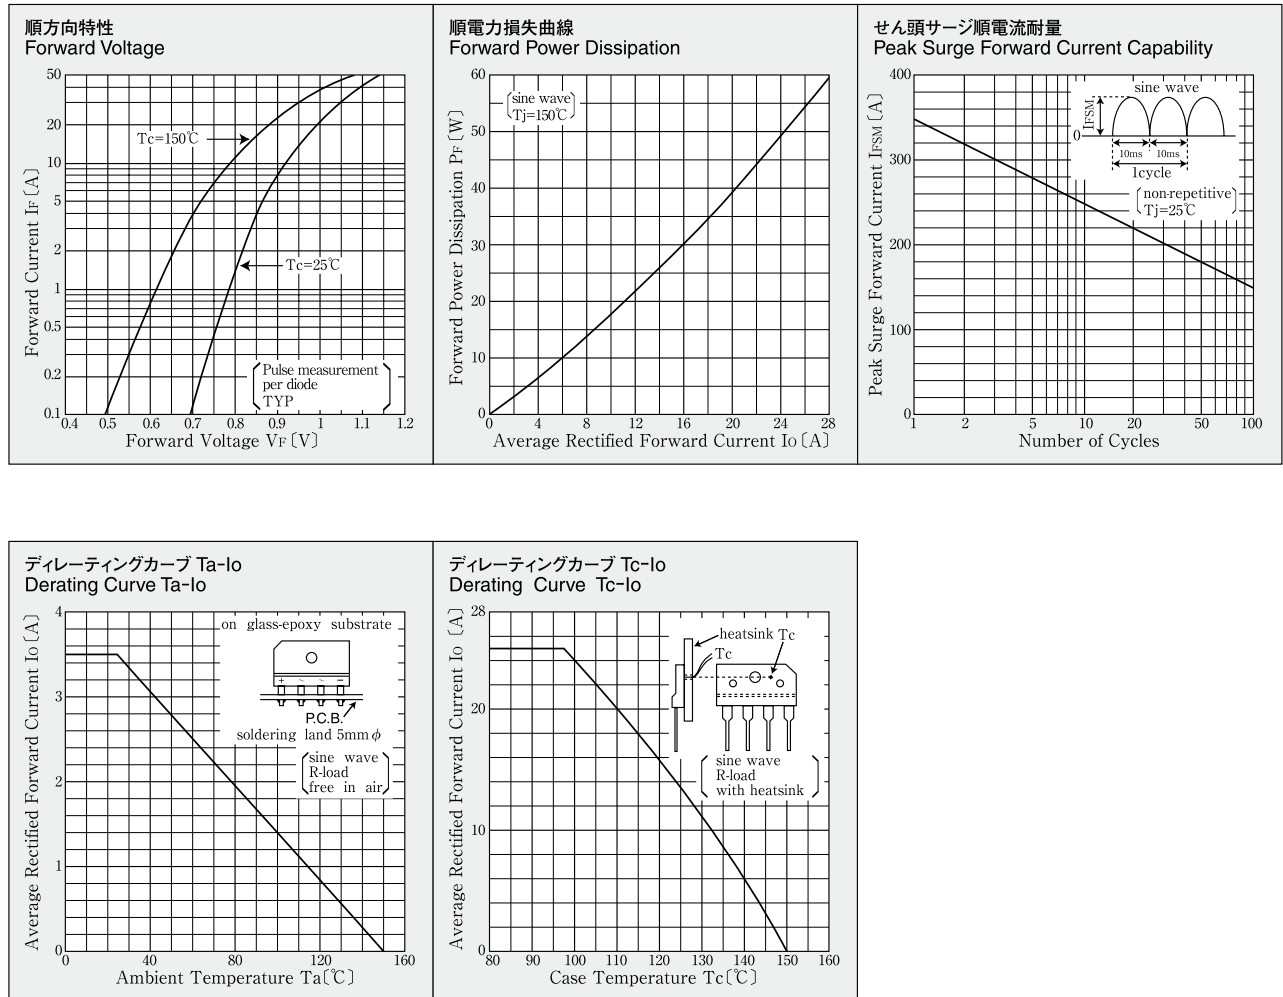 順方向特性
Forward Voltage
50
20
10
5
2
1
0.5
0.2
0.1
Forward Current IF〔A〕
Tc=150℃
Tc=25℃
Pulse measurement
per diode
TYP
0.4 0.5 0.6 0.7 0.8 0.9 1 1.1 1.2
Forward Voltage VF〔V〕
順電力損失曲線
Forward Power Dissipation
60
50
40
30
20
10
0
Forward Power Dissipation PF〔W〕
sine wave
Tj=150℃
0 4 8 12 16 20 24 28
Average Rectified Forward Current Io〔A〕
せん頭サージ順電流耐量
Peak Surge Forward Current Capability
400
300
200
100
0
Peak Surge Forward Current IFSM〔A〕
sine wave
IFSM
0
10ms 10ms
1cycle
non-repetitive
Tj=25℃
1 2 5 10 20 50 100
Number of Cycles
ディレーティングカーブ Ta-Io
Derating Curve Ta-Io
4
3
2
1
0
Average Rectified Forward Current Io〔A〕
on glass-epoxy substrate
+ ~ ~ −
P.C.B.
soldering land 5mmφ
sine wave
R-load
free in air
0 40 80 120 160
Ambient Temperature Ta〔℃〕
ディレーティングカーブ Tc-Io
Derating Curve Tc-Io
28
20
10
0
Average Rectified Forward Current Io〔A〕
heatsink Tc
Tc
sine wave
R-load
with heatsink
80 90 100 110 120 130 140 150 160
Case Temperature Tc〔℃〕